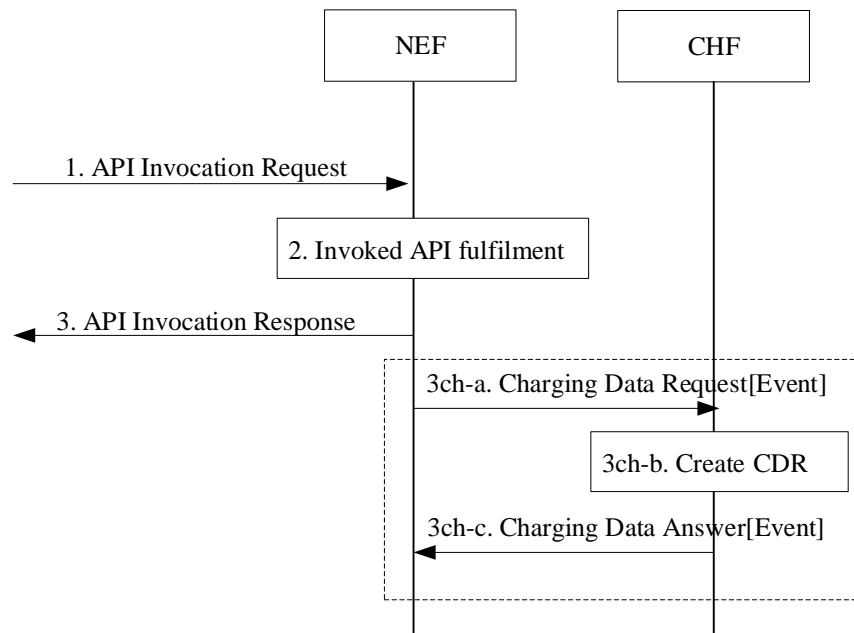 NEF
CHF
1. API Invocation Request
2. Invoked API fulfilment
3. API Invocation Response
3ch-a. Charging Data Request[Event]
3ch-b. Create CDR
3ch-c. Charging Data Answer[Event]